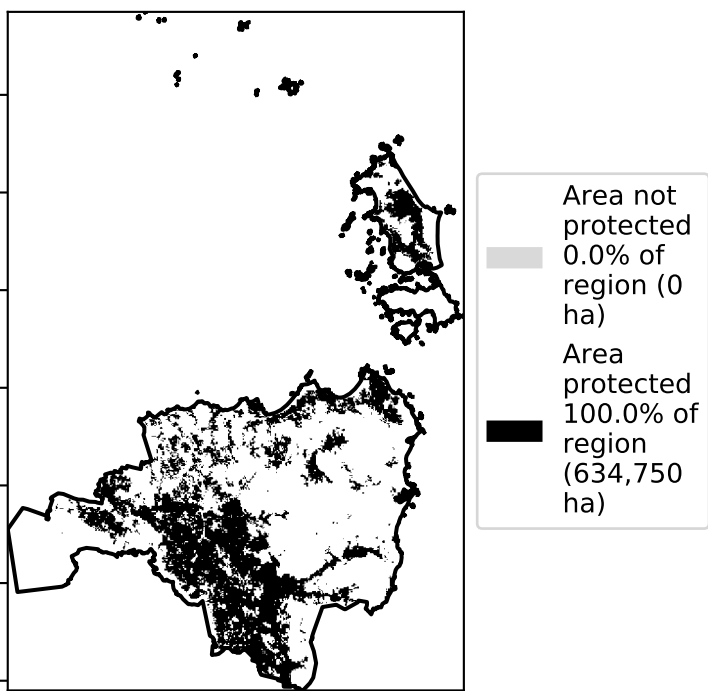 Area not
protected
0.0% of
region (0
ha)
Area
protected
100.0% of
region
(634,750
ha)